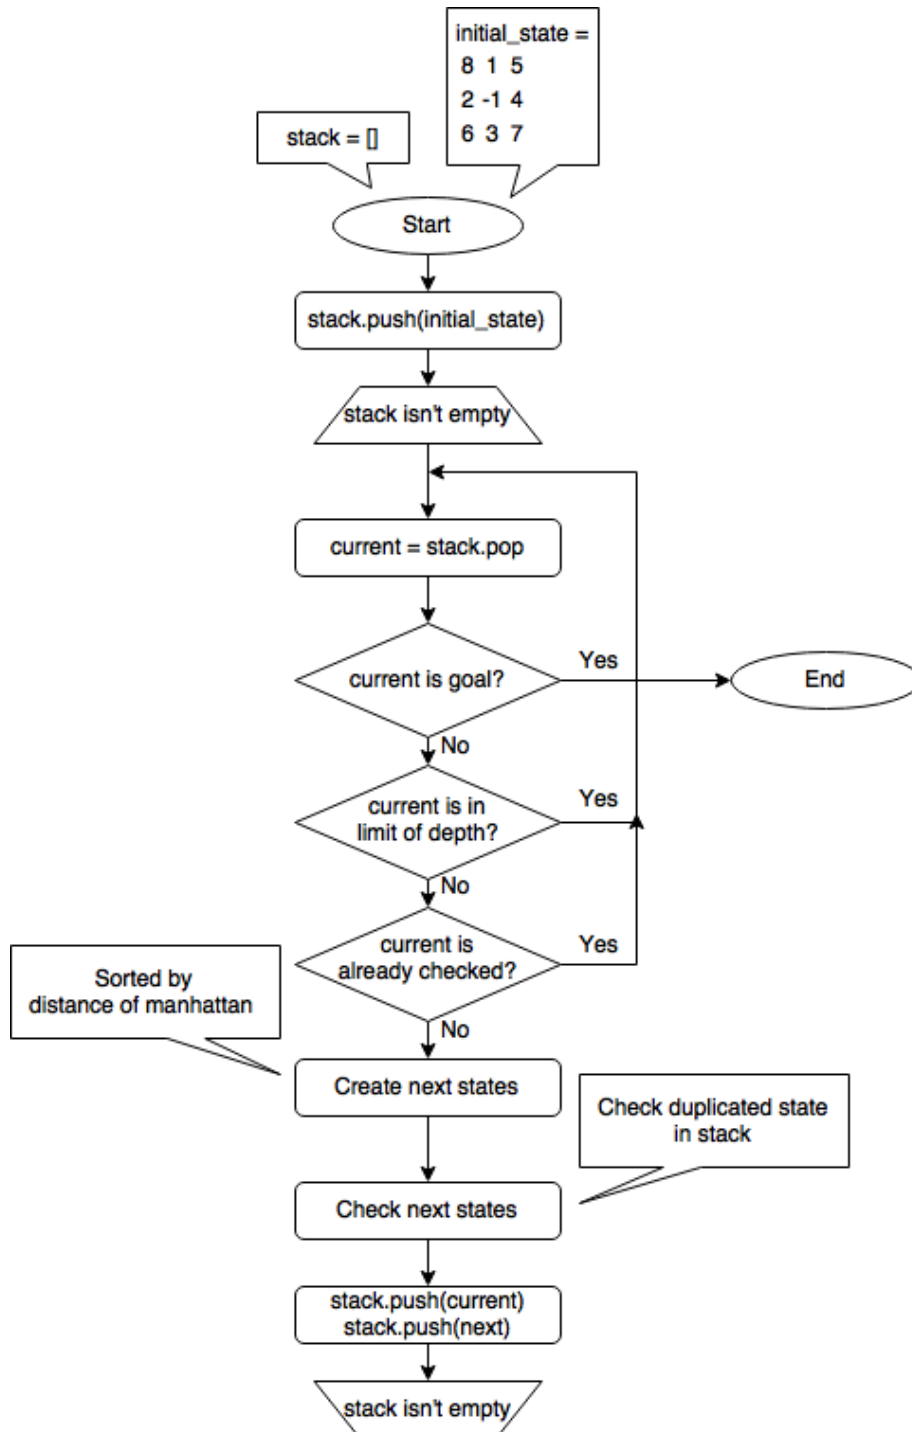 initial_state =
8 1 5
2 -1 4
6 3 7
stack = []
Start
stack.push(initial_state)
stack isn't empty
current = stack.pop
current is goal?
Yes
End
No
current is in
limit of depth?
Yes
No
current is
already checked?
Yes
Sorted by
distance of manhattan
No
Create next states
Check duplicated state
in stack
Check next states
stack.push(current)
stack.push(next)
stack isn't empty